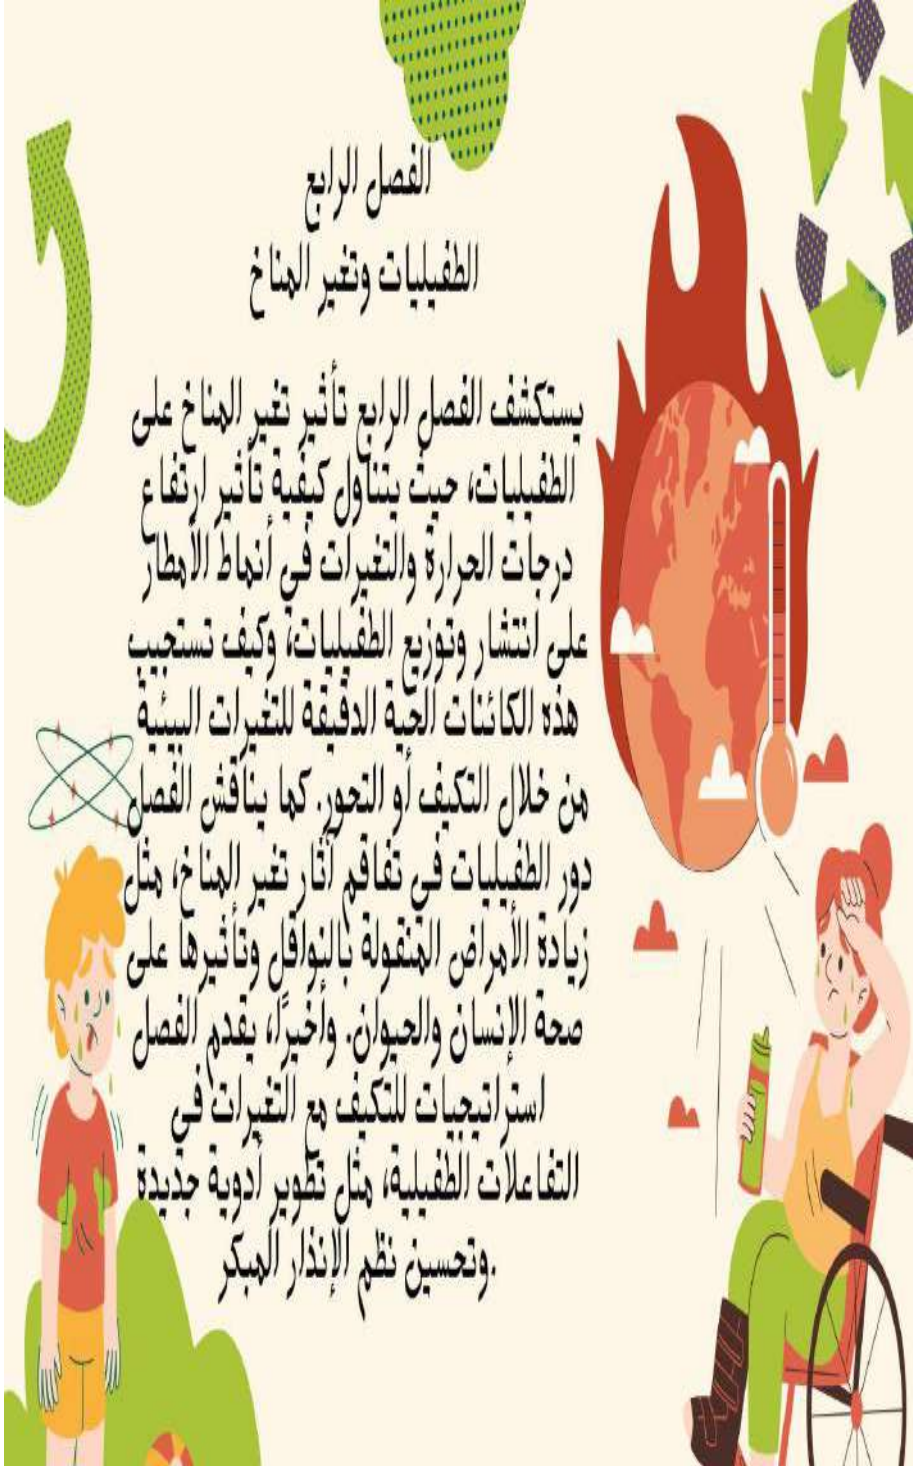 الفصل الرابع
الطفيليات وتغير المناخ
يستكشف الفصل الرابع تأثير تغير المناخ على
الطفيليات، حيث يتناول كيفية تأثير ارتفاع
درجات الحرارة والتغيرات في أنماط الأمطار
على انتشار وتوزيع الطفيليات، وكيف تستجيب
هذه الكائنات الحية الدقيقة للتغيرات البيئية
من خلال التكيف أو التحور. كما يناقش الفصل
دور الطفيليات في تفاقم آثار تغير المناخ، مثل
زيادة الأمراض المنقولة بالنواقل وتأثيرها على
صحة الإنسان والحيوان. وأخيرًا، يقدم الفصل
استراتيجيات للتكيف مع التغيرات في
التفاعلات الطفيلية، مثل تطوير أدوية جديدة
وتحسين نظم الإنذار المبكر.